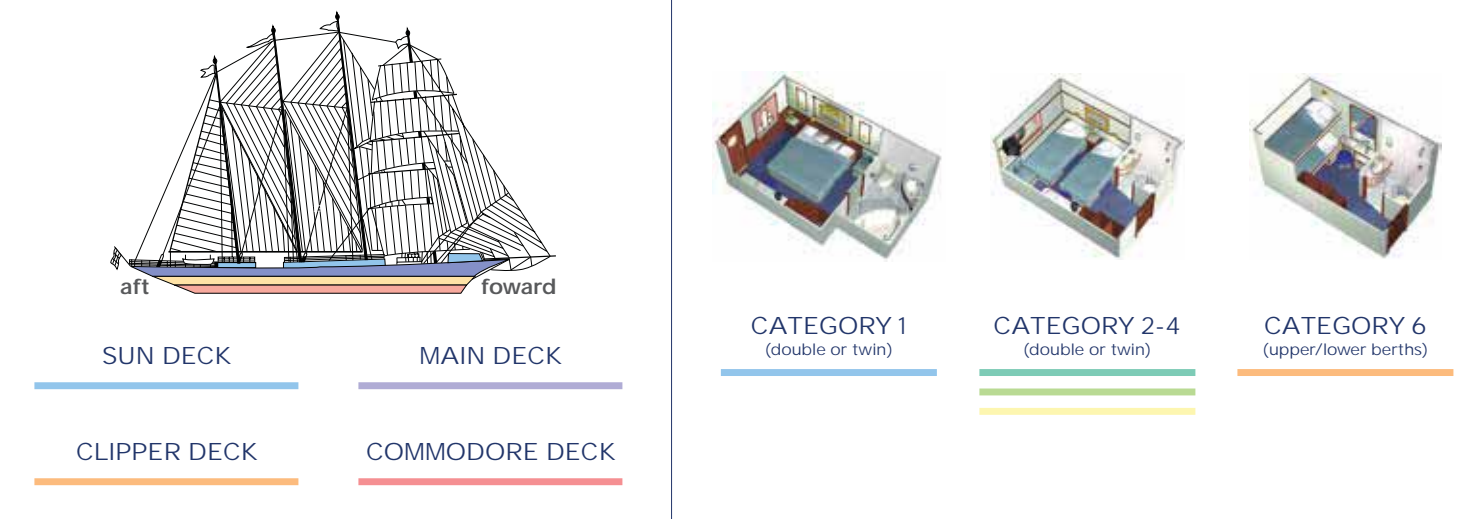 aft
foward
SUN DECK
MAIN DECK
CLIPPER DECK
COMMODORE DECK
CATEGORY 1
(double or twin)
CATEGORY 2-4
(double or twin)
CATEGORY 6
(upper/lower berths)